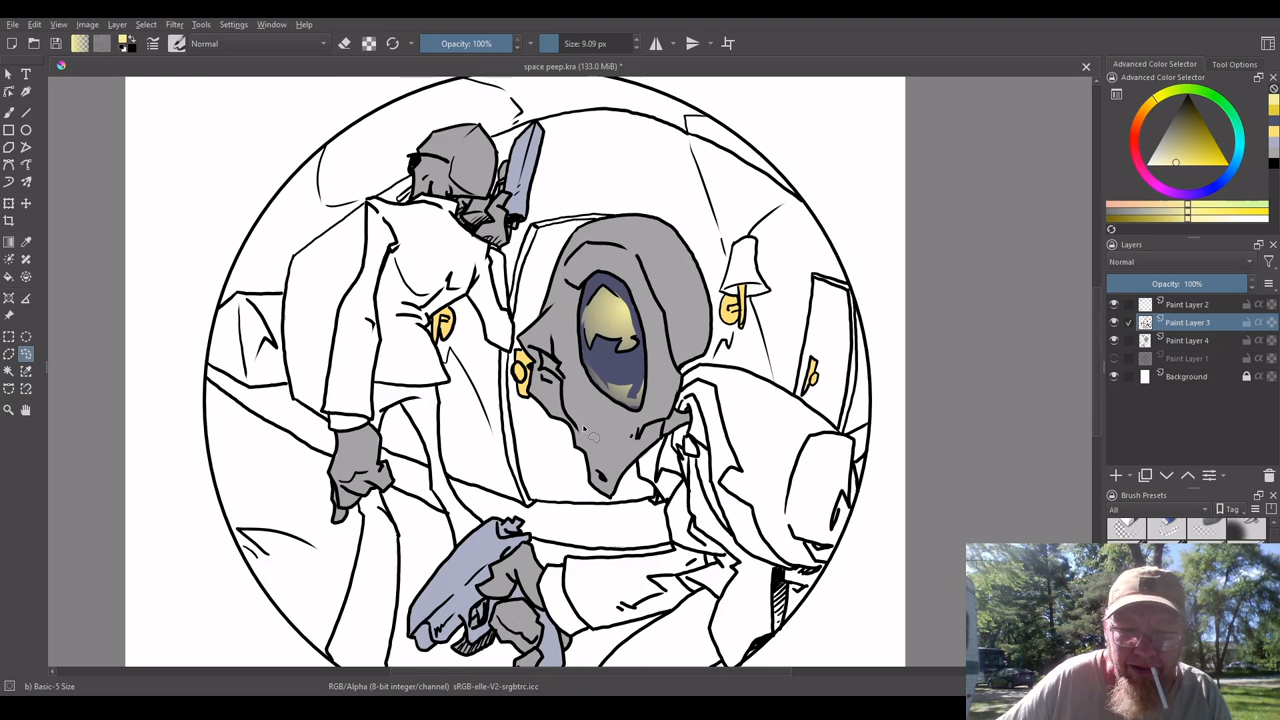 File Edit View Image Layer Select Filter Tools Settings Window Help
Normal Opacity: 100% Size: 9.09 px
space peep.kra (133.0 MiB) *
Advanced Color Selector Tool Options
Advanced Color Selector
Layers
Normal
Opacity: 100%
Paint Layer 2
Paint Layer 3
Paint Layer 4
Paint Layer 1
Background
Brush Presets
All Tag
b) Basic-5 Size RGB/Alpha (8-bit integer/channel) sRGB-elle-V2-srgbtrc.icc